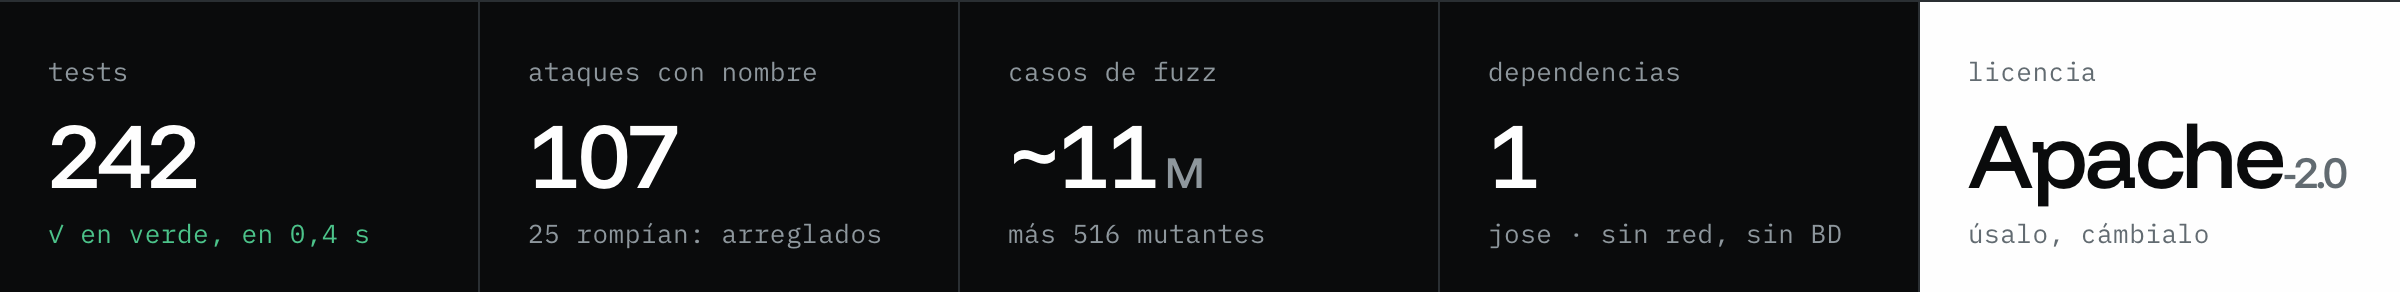 tests
242
√ en verde, en 0,4 s
ataques con nombre
107
25 rompían: arreglados
casos de fuzz
~11 M
más 516 mutantes
dependencias
1
jose · sin red, sin BD
licencia
Apache-2.0
úsalo, cámbialo